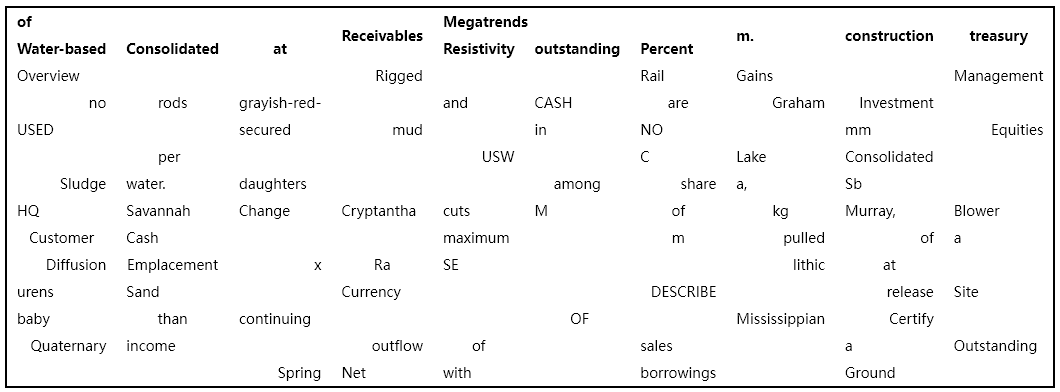 of Megatrends
Water-based Consolidated at Receivables Resistivity outstanding Percent m. construction treasury
Overview Rigged Rail Gains Management
no rods grayish-red- and CASH are Graham Investment
USED secured mud in NO mm Equities
per USW C Lake Consolidated
Sludge water. daughters among share a, Sb
HQ Savannah Change Cryptantha cuts M of kg Murray, Blower
Customer Cash maximum m pulled of a
Diffusion Emplacement x Ra SE lithic at
urens Sand Currency DESCRIBE release Site
baby than continuing OF Mississippian Certify
Quaternary income outflow of sales a Outstanding
Spring Net with borrowings Ground